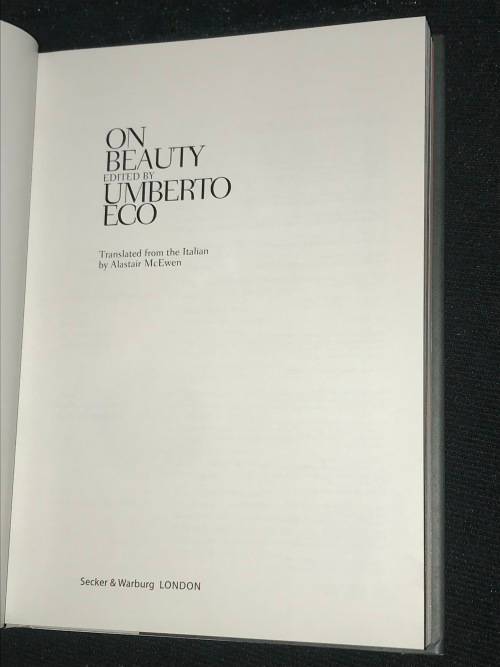 ON
BEAUTY
EDITED BY
UMBERTO
ECO
Translated from the Italian
by Alastair McEwen
Secker & Warburg LONDON